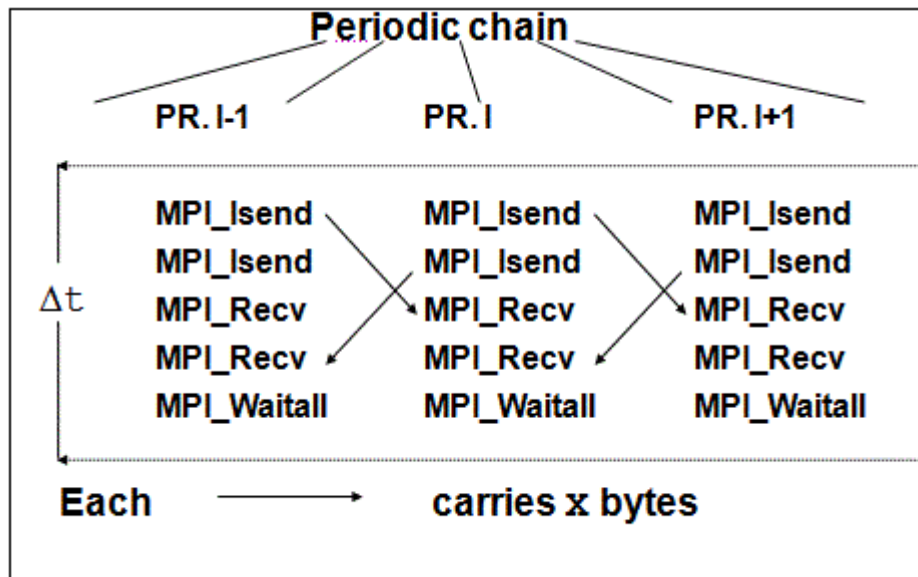 Periodic chain
PR. I-1 PR. I PR. I+1
MPI_Isend MPI_Isend MPI_Isend
MPI_Isend MPI_Isend MPI_Isend
Δt MPI_Recv MPI_Recv MPI_Recv
MPI_Recv MPI_Recv MPI_Recv
MPI_Waitall MPI_Waitall MPI_Waitall
Each carries x bytes